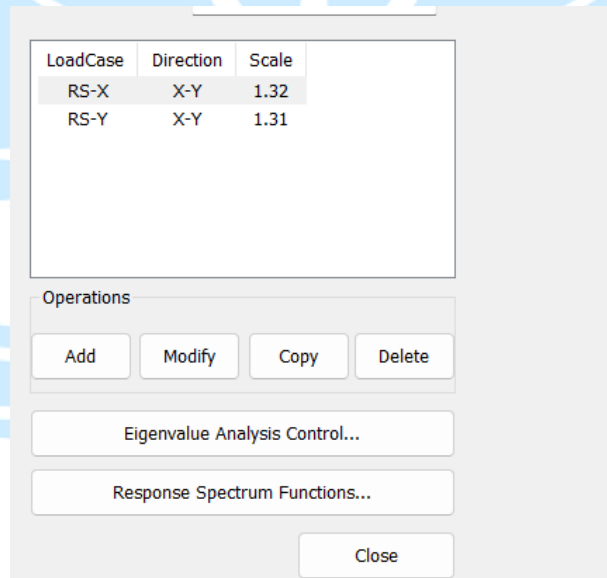 LoadCase Direction Scale
RS-X X-Y 1.32
RS-Y X-Y 1.31
Operations
Add Modify Copy Delete
Eigenvalue Analysis Control...
Response Spectrum Functions...
Close